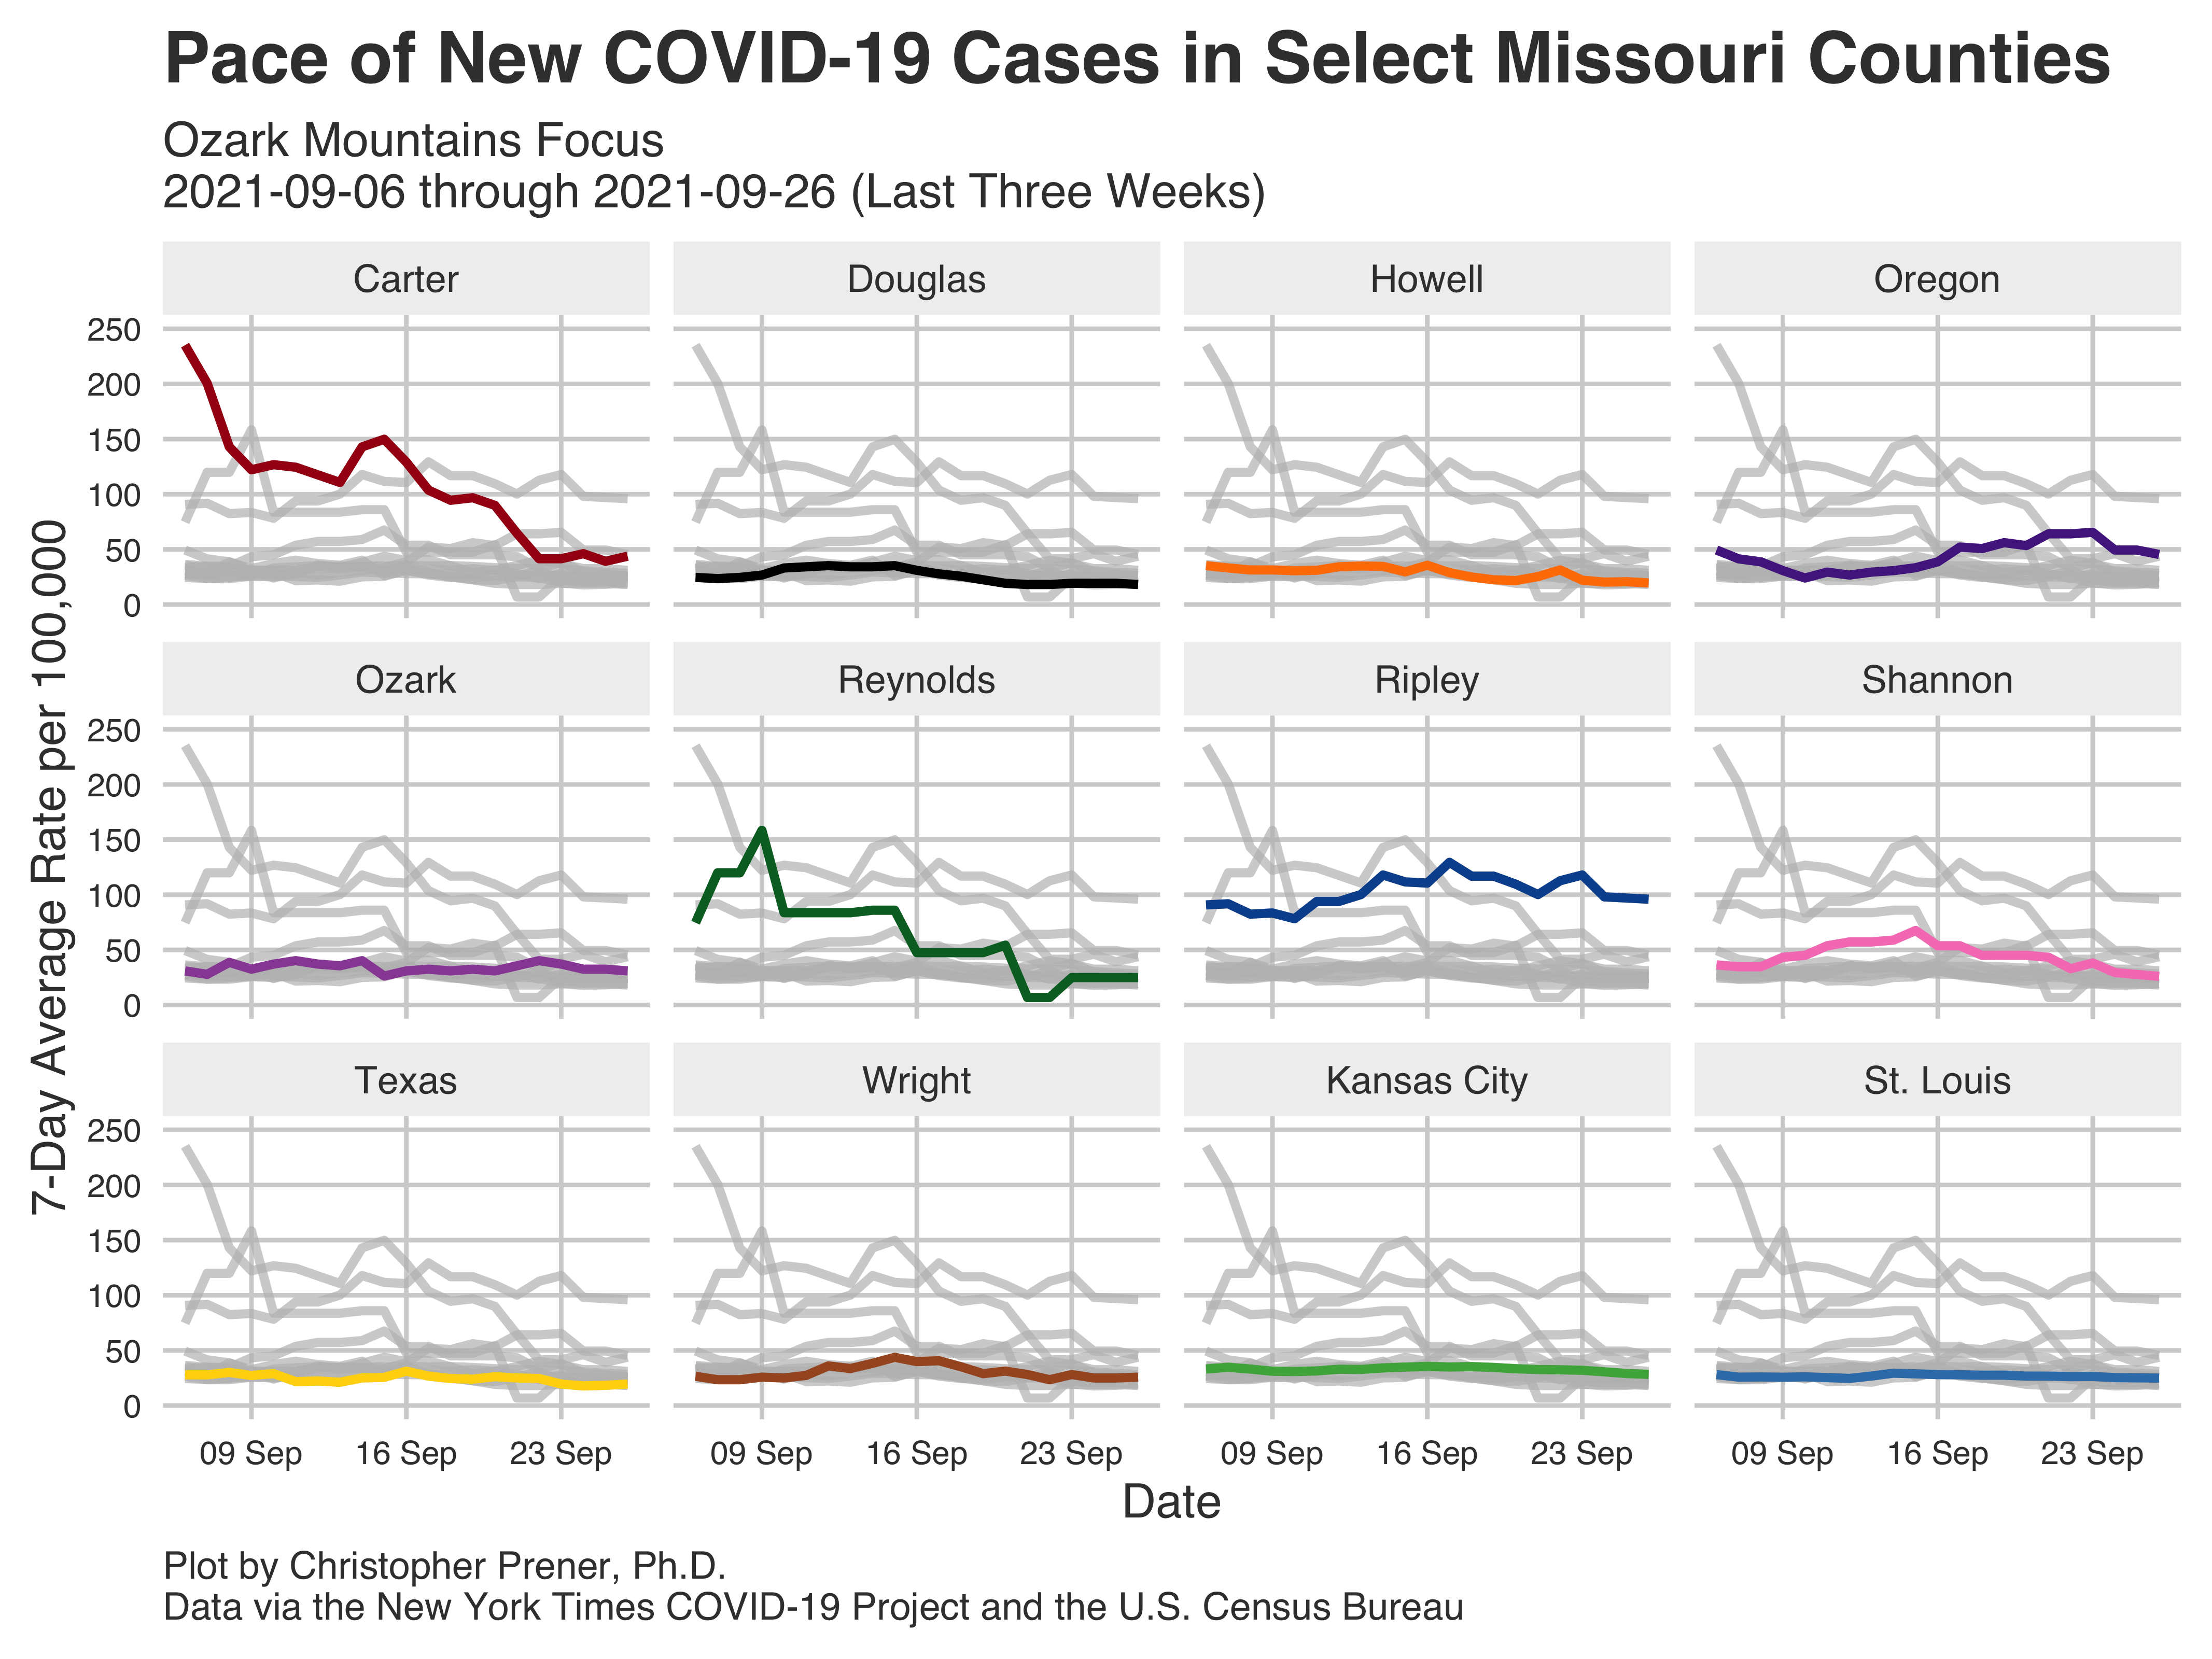 Pace of New COVID-19 Cases in Select Missouri Counties
Ozark Mountains Focus
2021-09-06 through 2021-09-26 (Last Three Weeks)
7-Day Average Rate per 100,000
Carter
Douglas
Howell
Oregon
250
200
150
100
50
0
Ozark
Reynolds
Ripley
Shannon
250
200
150
100
50
0
Texas
Wright
Kansas City
St. Louis
250
200
150
100
50
0
09 Sep
16 Sep
23 Sep
09 Sep
16 Sep
23 Sep
09 Sep
16 Sep
23 Sep
09 Sep
16 Sep
23 Sep
Date
Plot by Christopher Prener, Ph.D.
Data via the New York Times COVID-19 Project and the U.S. Census Bureau